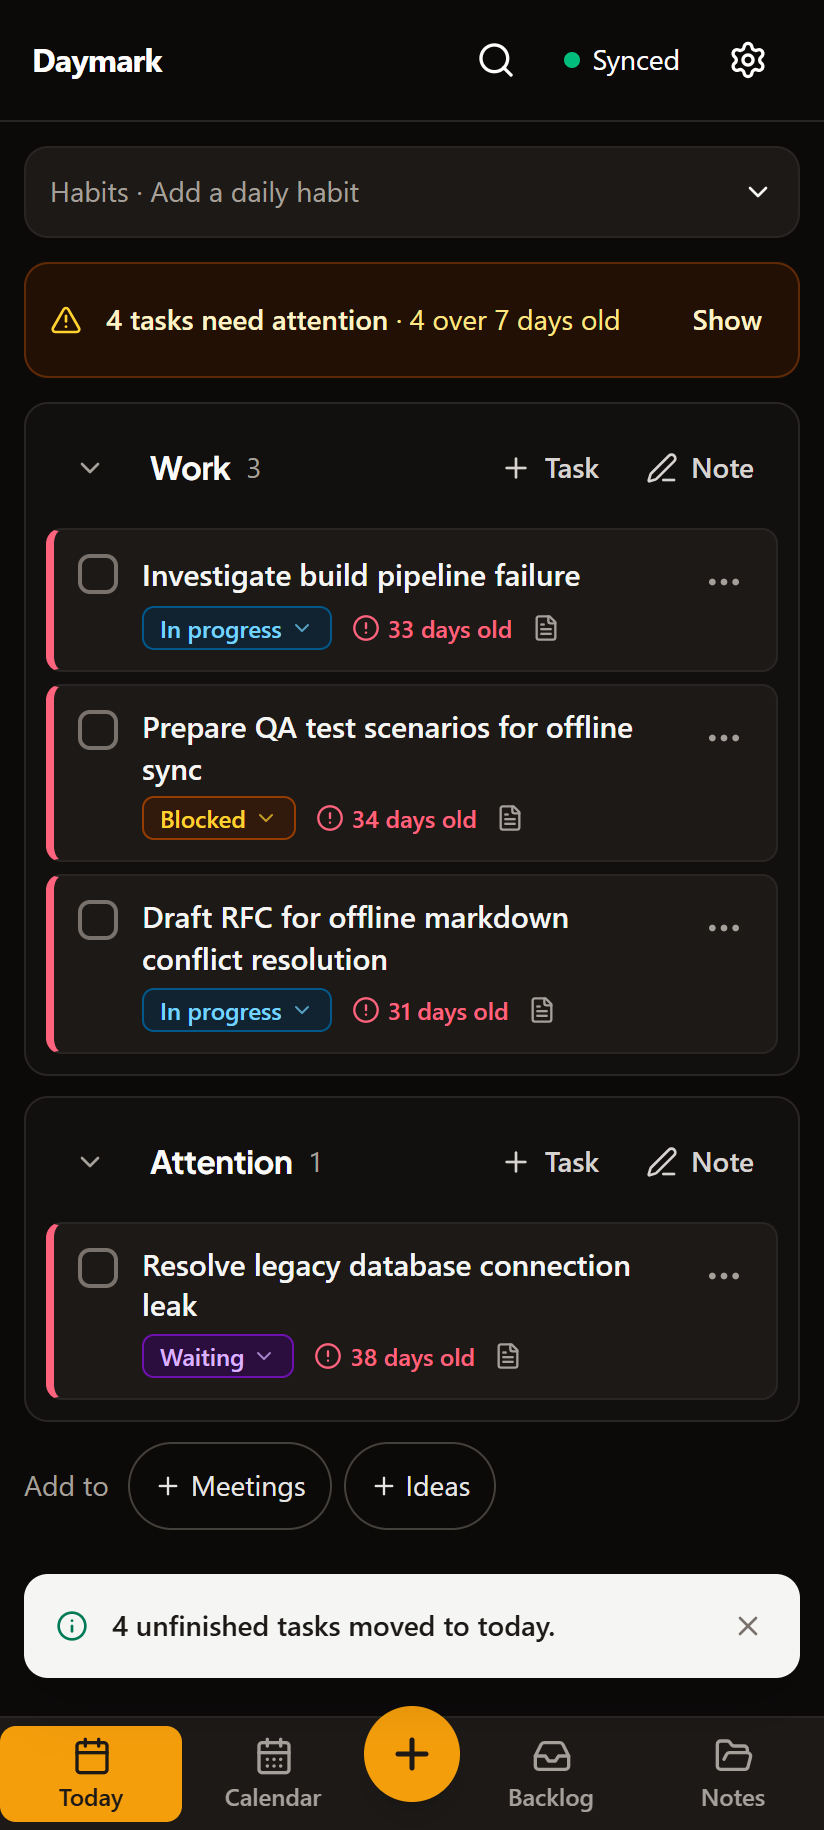 Daymark
Synced
Habits · Add a daily habit
4 tasks need attention · 4 over 7 days old
Show
Work 3
+ Task
Note
Investigate build pipeline failure
In progress
33 days old
Prepare QA test scenarios for offline
sync
Blocked
34 days old
Draft RFC for offline markdown
conflict resolution
In progress
31 days old
Attention 1
+ Task
Note
Resolve legacy database connection
leak
Waiting
38 days old
Add to
+ Meetings
+ Ideas
4 unfinished tasks moved to today.
Today
Calendar
Backlog
Notes